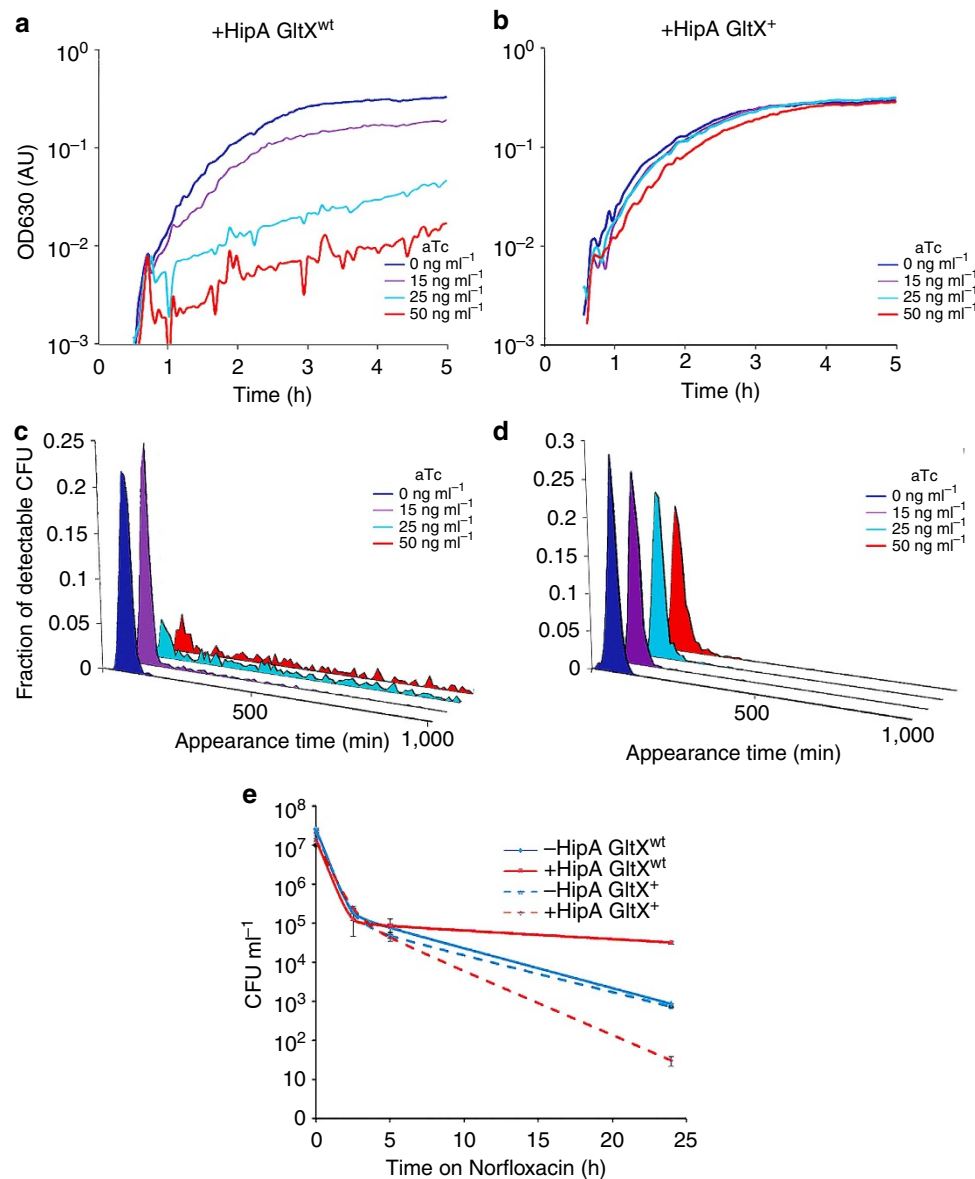 a
+HipA GltX^wt
OD630 (AU)
10^0
10^−1
10^−2
10^−3
0
1
2
3
4
5
Time (h)
aTc
0 ng ml^−1
15 ng ml^−1
25 ng ml^−1
50 ng ml^−1
b
+HipA GltX^+
10^0
10^−1
10^−2
10^−3
0
1
2
3
4
5
Time (h)
aTc
0 ng ml^−1
15 ng ml^−1
25 ng ml^−1
50 ng ml^−1
c
Fraction of detectable CFU
0.25
0.2
0.15
0.1
0.05
0
500
1,000
Appearance time (min)
aTc
0 ng ml^−1
15 ng ml^−1
25 ng ml^−1
50 ng ml^−1
d
0.3
0.25
0.2
0.15
0.1
0.05
0
500
1,000
Appearance time (min)
aTc
0 ng ml^−1
15 ng ml^−1
25 ng ml^−1
50 ng ml^−1
e
CFU ml^−1
10^8
10^7
10^6
10^5
10^4
10^3
10^2
10
0
0
5
10
15
20
25
Time on Norfloxacin (h)
−HipA GltX^wt
+HipA GltX^wt
−HipA GltX^+
+HipA GltX^+